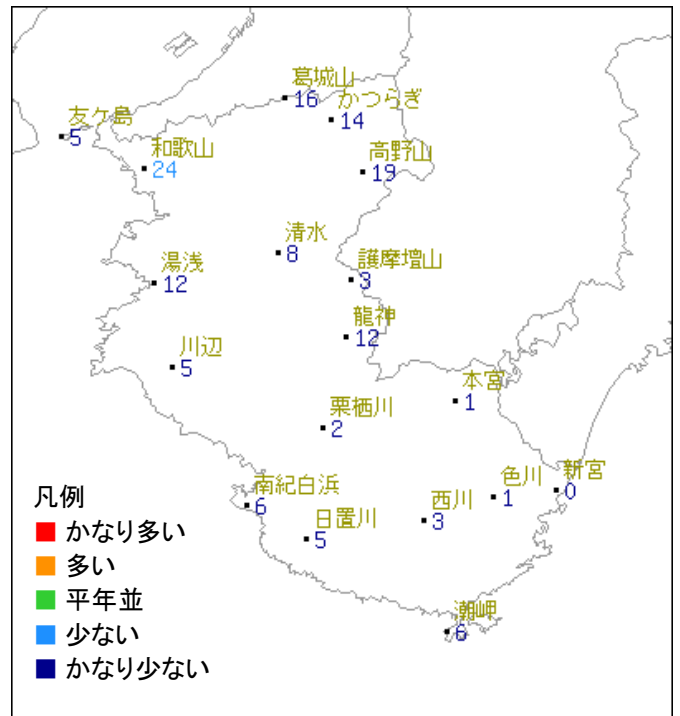 葛城山
16
かつらぎ
14
友ケ島
5
和歌山
24
高野山
19
清水
8
湯浅
12
護摩壇山
3
龍神
12
川辺
5
本宮
1
栗栖川
2
南紀白浜
6
日置川
5
西川
3
色川
1
新宮
0
潮岬
6
凡例
かなり多い
多い
平年並
少ない
かなり少ない